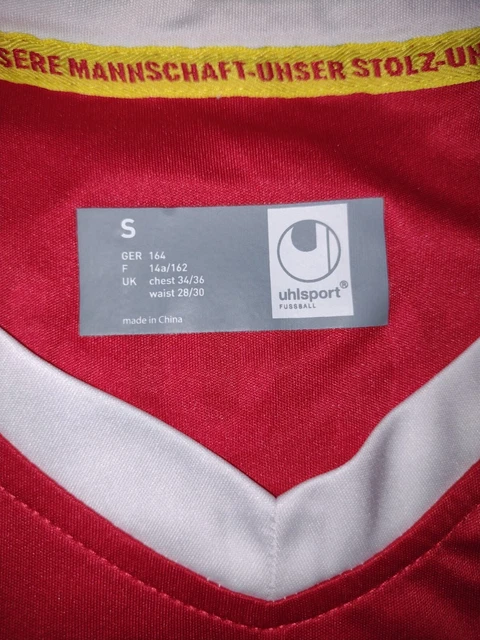 SERE MANNSCHAFT-UNSER STOLZ-UN
S
GER 164
F 14a/162
UK chest 34/36
waist 28/30
made in China
uhlsport®
FUSSBALL